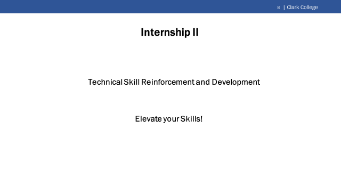 | Clark College
Internship II
Technical Skill Reinforcement and Development
Elevate your Skills!